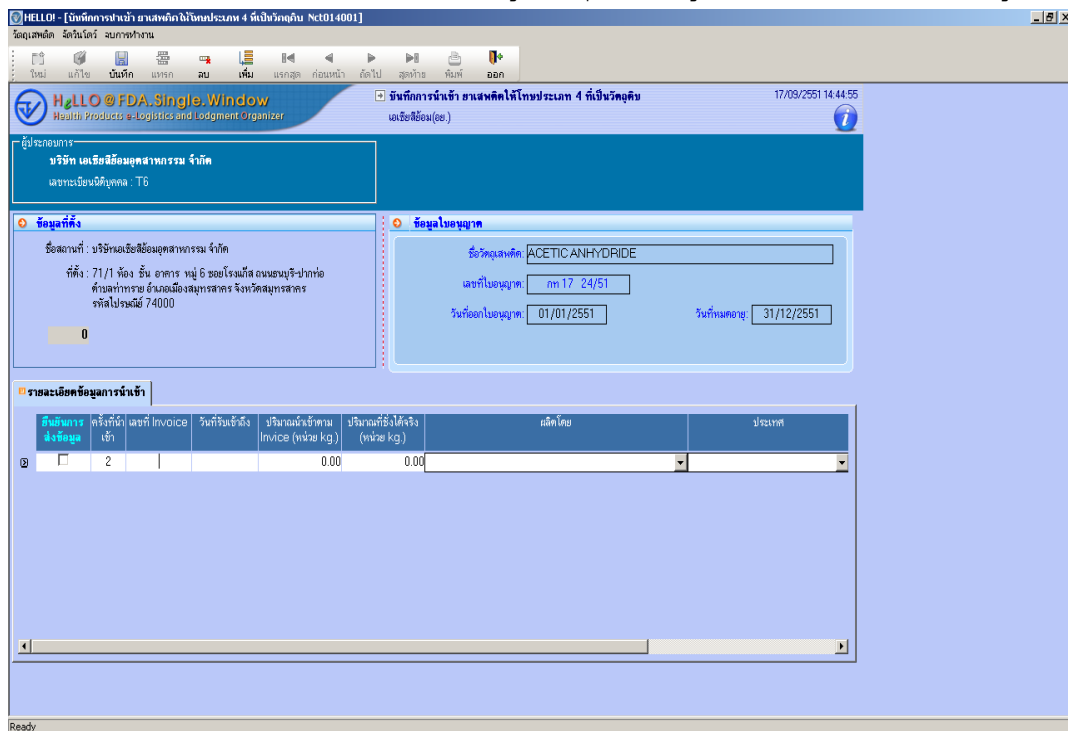 HELLO! - [บันทึกการนำเข้า ยาเสพติดให้โทษประเภท 4 ที่เป็นวัตถุดิบ Nct014001]
วัตถุเสพติด จัดวินโดว์ จบการทำงาน
ใหม่ แก้ไข บันทึก แทรก ลบ เพิ่ม แรกสุด ก่อนหน้า ถัดไป สุดท้าย พิมพ์ ออก
HeLLO @ FDA.Single.Window
Health Products e-Logistics and Lodgment Organizer
บันทึกการนำเข้า ยาเสพติดให้โทษประเภท 4 ที่เป็นวัตถุดิบ
17/09/2551 14:44:55
เอเชียสีย้อม(อย.)
ผู้ประกอบการ
บริษัท เอเชียสีย้อมอุตสาหกรรม จำกัด
เลขทะเบียนนิติบุคคล : T6
ข้อมูลที่ตั้ง
ชื่อสถานที่ : บริษัทเอเชียสีย้อมอุตสาหกรรม จำกัด
ที่ตั้ง : 71/1 ห้อง ชั้น อาคาร หมู่ 6 ซอยโรงแก๊ส ถนนธนบุรี-ปากท่อ
ตำบลท่าทราย อำเภอเมืองสมุทรสาคร จังหวัดสมุทรสาคร
รหัสไปรษณีย์ 74000
0
ข้อมูลใบอนุญาต
ชื่อวัตถุเสพติด: ACETIC ANHYDRIDE
เลขที่ใบอนุญาต: กท 17 24/51
วันที่ออกใบอนุญาต: 01/01/2551 วันที่หมดอายุ: 31/12/2551
รายละเอียดข้อมูลการนำเข้า
ยืนยันการส่งข้อมูล ครั้งที่นำเข้า เลขที่ Invoice วันที่รับเข้าถึง ปริมาณนำเข้าตาม Invice (หน่วย kg.) ปริมาณที่ชั่งได้จริง (หน่วย kg.) ผลิตโดย ประเทศ
2 0.00 0.00
Ready